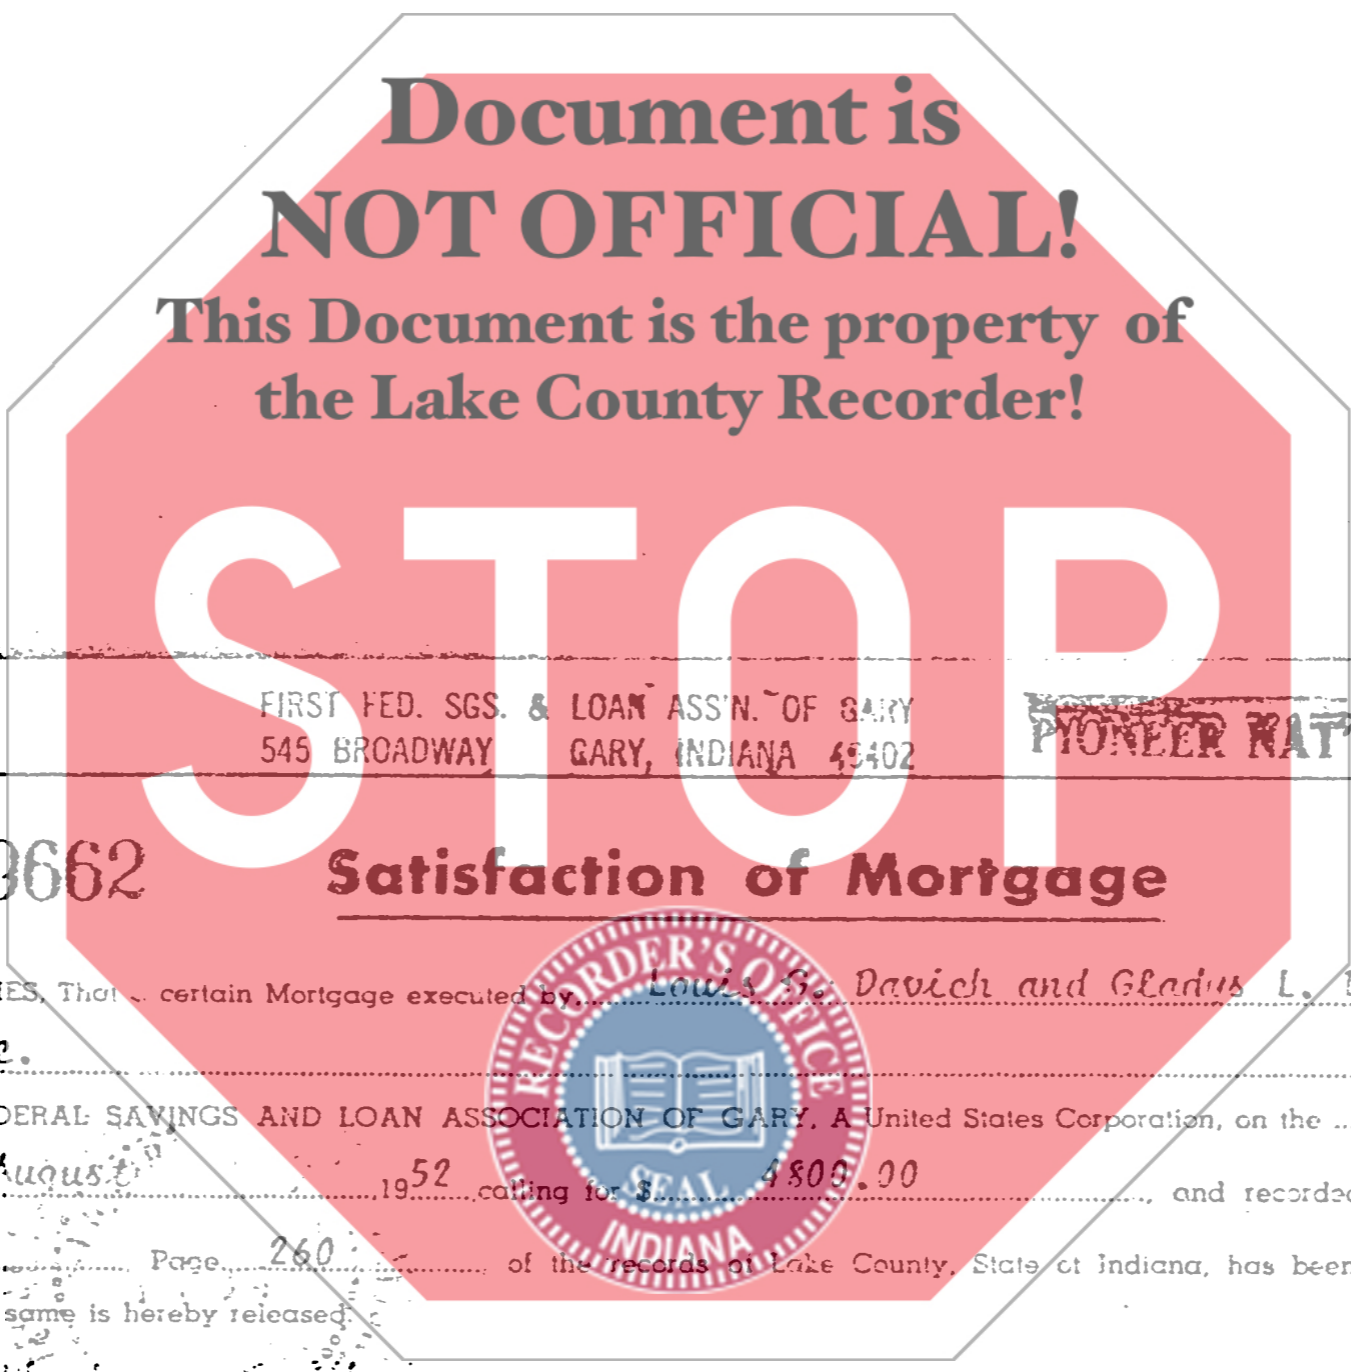 Document is
NOT OFFICIAL!
This Document is the property of
the Lake County Recorder!
STOP
FIRST FED. SGS. & LOAN ASS'N. OF GARY
545 BROADWAY GARY, INDIANA 46402
PIONEER NAT
3662 Satisfaction of Mortgage
certain Mortgage executed by Louis G. Davich and Gladys L.
DERAL SAVINGS AND LOAN ASSOCIATION OF GARY, A United States Corporation, on the
August 1952 calling for $ 4800.00, and recorded
Page 260 of the records of Lake County, State of Indiana, has been
same is hereby released.
RECORDER'S OFFICE
SEAL
INDIANA